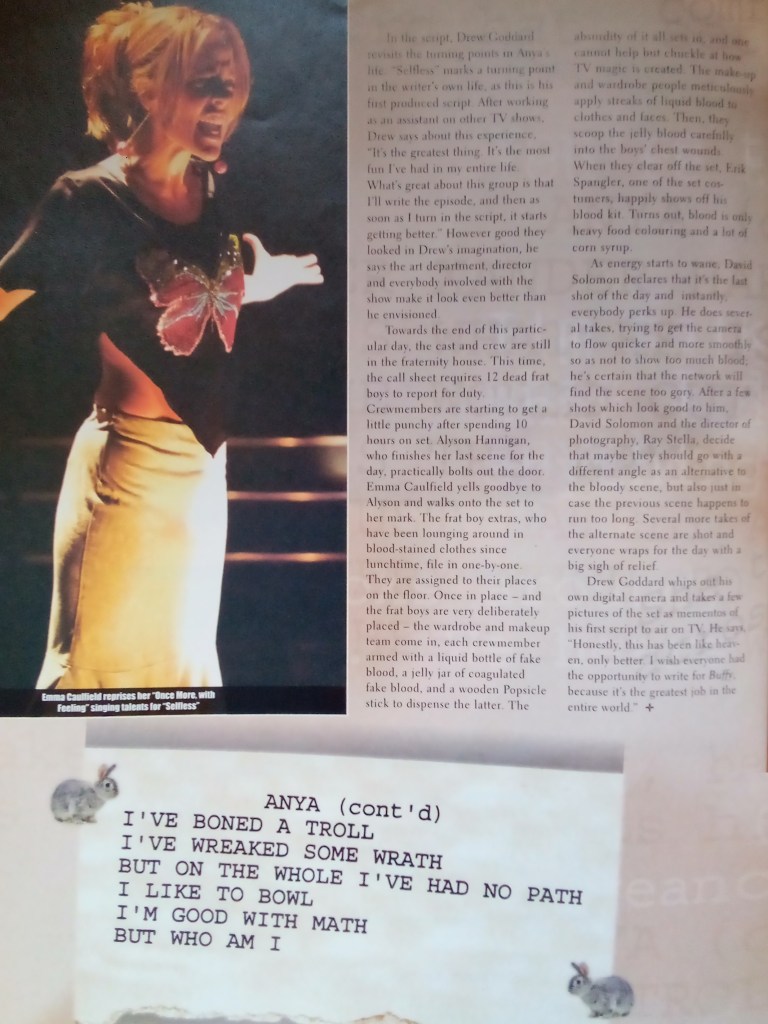 In the script, Drew Goddard
revisits the turning points in Anya's
life. "Selfless" marks a turning point
in the writer's own life, as this is his
first produced script. After working
as an assistant on other TV shows,
Drew says about this experience,
"It's the greatest thing. It's the most
fun I've had in my entire life.
What's great about this group is that
I'll write the episode, and then as
soon as I turn in the script, it starts
getting better." However good they
looked in Drew's imagination, he
says the art department, director
and everybody involved with the
show make it look even better than
he envisioned.
Towards the end of this partic-
ular day, the cast and crew are still
in the fraternity house. This time,
the call sheet requires 12 dead frat
boys to report for duty.
Crewmembers are starting to get a
little punchy after spending 10
hours on set. Alyson Hannigan,
who finishes her last scene for the
day, practically bolts out the door.
Emma Caulfield yells goodbye to
Alyson and walks onto the set to
her mark. The frat boy extras, who
have been lounging around in
blood-stained clothes since
lunchtime, file in one-by-one.
They are assigned to their places
on the floor. Once in place – and
the frat boys are very deliberately
placed – the wardrobe and makeup
team come in, each crewmember
armed with a liquid bottle of fake
blood, a jelly jar of coagulated
fake blood, and a wooden Popsicle
stick to dispense the latter. The
absurdity of it all sets in, and one
cannot help but chuckle at how
TV magic is created. The make-up
and wardrobe people meticulously
apply streaks of liquid blood to
clothes and faces. Then, they
scoop the jelly blood carefully
into the boys' chest wounds.
When they clear off the set, Erik
Spangler, one of the set cos-
tumers, happily shows off his
blood kit. Turns out, blood is only
heavy food colouring and a lot of
corn syrup.
As energy starts to wane, David
Solomon declares that it's the last
shot of the day and instantly,
everybody perks up. He does sever-
al takes, trying to get the camera
to flow quicker and more smoothly
so as not to show too much blood;
he's certain that the network will
find the scene too gory. After a few
shots which look good to him,
David Solomon and the director of
photography, Ray Stella, decide
that maybe they should go with a
different angle as an alternative to
the bloody scene, but also just in
case the previous scene happens to
run too long. Several more takes of
the alternate scene are shot and
everyone wraps for the day with a
big sigh of relief.
Drew Goddard whips out his
own digital camera and takes a few
pictures of the set as mementos of
his first script to air on TV. He says,
"Honestly, this has been like heav-
en, only better. I wish everyone had
the opportunity to write for Buffy,
because it's the greatest job in the
entire world." ✛
Emma Caulfield reprises her "Once More, with
Feeling" singing talents for "Selfless"
ANYA (cont'd)
I'VE BONED A TROLL
I'VE WREAKED SOME WRATH
BUT ON THE WHOLE I'VE HAD NO PATH
I LIKE TO BOWL
I'M GOOD WITH MATH
BUT WHO AM I